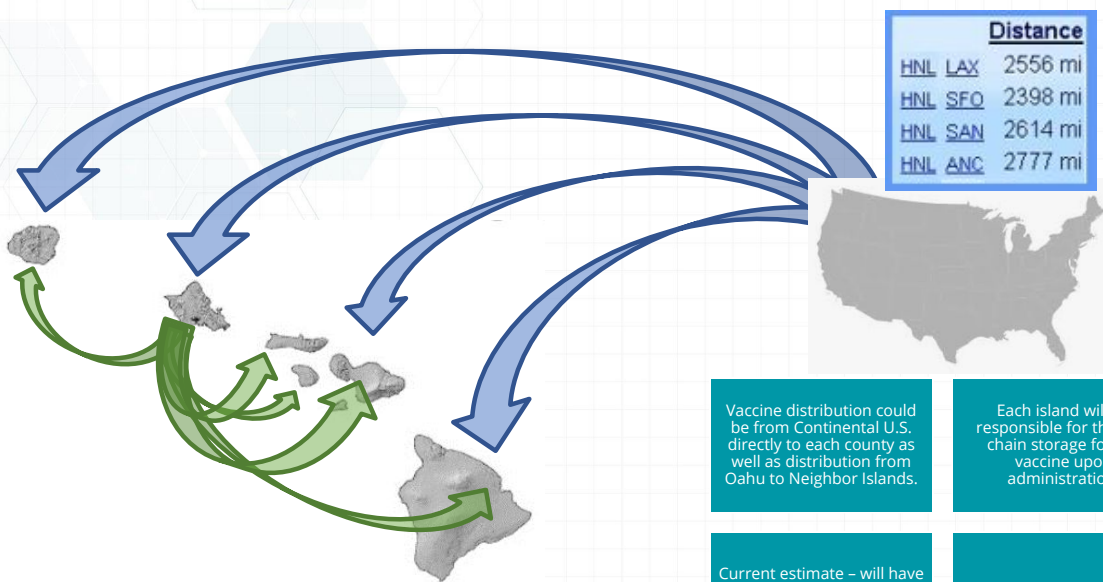 Distance
HNL LAX 2556 mi
HNL SFO 2398 mi
HNL SAN 2614 mi
HNL ANC 2777 mi
Vaccine distribution could
be from Continental U.S.
directly to each county as
well as distribution from
Oahu to Neighbor Islands.
Each island wil
responsible for th
chain storage fo
vaccine upo
administratio
Current estimate – will have